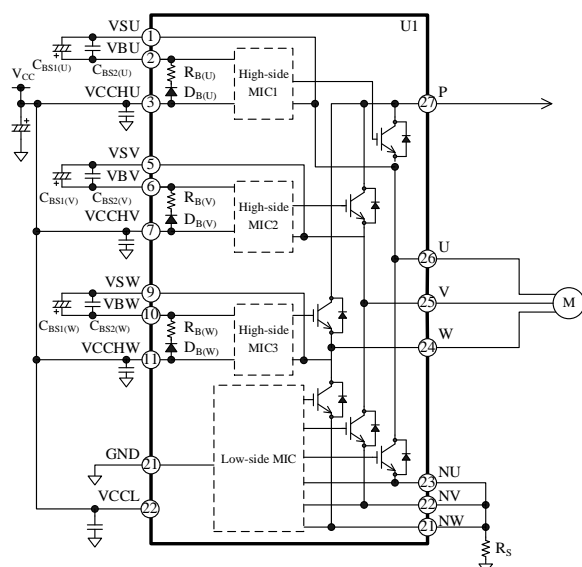 U1
VSU
1
VBU
2
CBS1(U)
CBS2(U)
VCC
RB(U)
DB(U)
High-side
MIC1
VCCHU
3
P
27
VSV
5
VBV
6
CBS1(V)
CBS2(V)
RB(V)
DB(V)
High-side
MIC2
VCCHV
7
U
26
VSW
9
VBW
10
CBS1(W)
CBS2(W)
RB(W)
DB(W)
High-side
MIC3
VCCHW
11
V
25
M
W
24
GND
21
Low-side MIC
NU
23
VCCL
22
NV
22
NW
21
RS